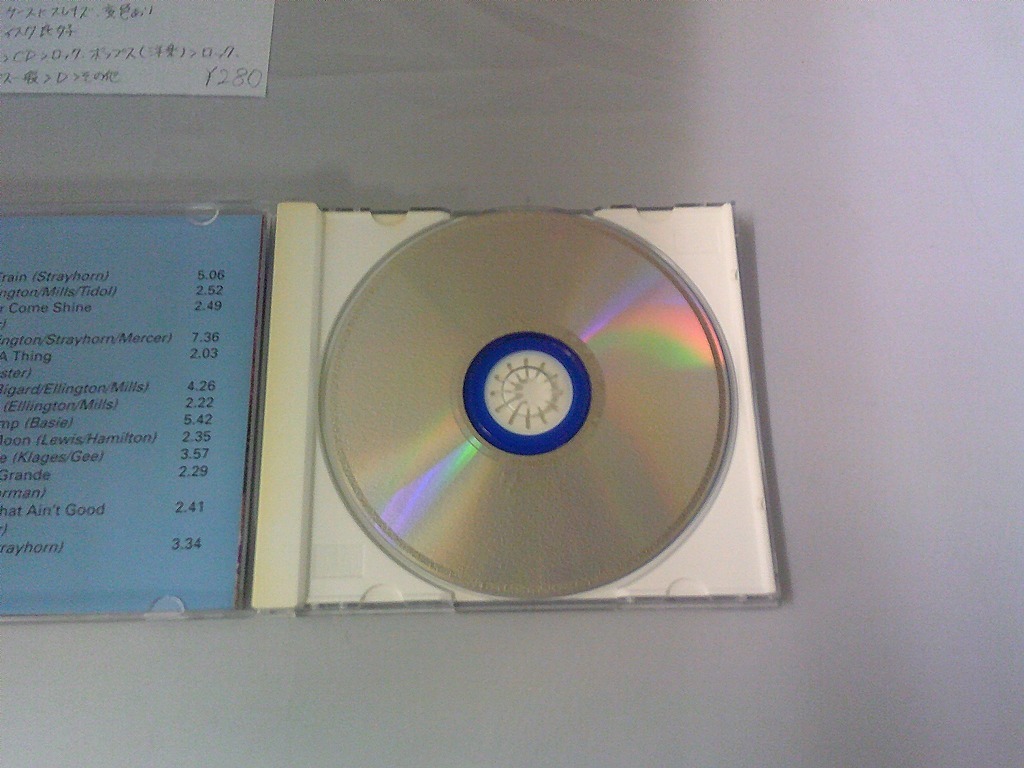 ケースにスレキズ、変色あり
ィスク良好
>CD>ロック、ポップス(洋楽)>ロック、
ス一般>D>その他
¥280
Train (Strayhorn) 5.06
ngton/Mills/Tidol) 2.52
r Come Shine 2.49
r)
ington/Strayhorn/Mercer) 7.36
A Thing 2.03
ster)
Bigard/Ellington/Mills) 4.26
(Elllington/Mills) 2.22
mp (Basie) 5.42
Moon (Lewis/Hamilton) 2.35
e (Klages/Gee) 3.57
Grande 2.29
orman)
hat Ain't Good 2.41
r)
trayhorn) 3.34